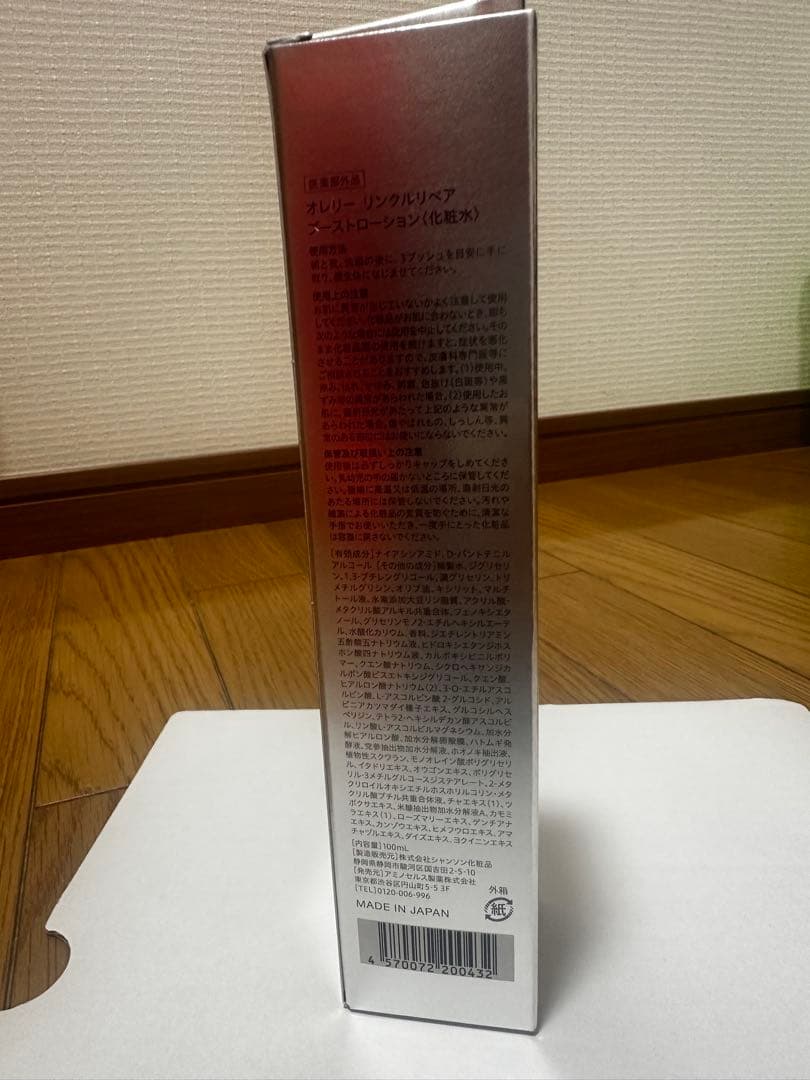 医薬部外品
オレリー リンクルリペア
ブーストローション〈化粧水〉
使用方法
朝と夜、洗顔の後に、3プッシュを目安に手に
取り、顔全体になじませてください。
使用上の注意
お肌に異常が生じていないかよく注意して使用
してください。化粧品がお肌に合わないとき、即ち
次のような場合には使用を中止してください。その
まま化粧品類の使用を続けますと、症状を悪化
させることがありますので、皮膚科専門医等に
ご相談されることをおすすめします。(1)使用中、
赤み、はれ、かゆみ、刺激、色抜け(白斑等)や黒
ずみ等の異常があらわれた場合。(2)使用したお
肌に、直射日光があたって上記のような異常が
あらわれた場合。傷やはれもの、しっしん等、異
常のある部位にはお使いにならないでください。
保管及び取扱い上の注意
使用後は必ずしっかりキャップをしめてくださ
い。乳幼児の手の届かないところに保管してくだ
さい。極端に高温又は低温の場所、直射日光の
あたる場所には保管しないでください。汚れや
細菌による化粧品の変質を防ぐために、清潔な
手指でお使いいただき、一度手にとった化粧品
は容器に戻さないでください。
[有効成分]ナイアシンアミド、D-パントテニル
アルコール [その他の成分]精製水、ジグリセリ
ン、1,3-ブチレングリコール、濃グリセリン、トリ
メチルグリシン、オリブ油、キシリット、マルチ
トール液、水素添加大豆リン脂質、アクリル酸・
メタクリル酸アルキル共重合体、フェノキシエタ
ノール、グリセリンモノ2-エチルヘキシルエーテ
ル、水酸化カリウム、香料、ジエチレントリアミン
五酢酸五ナトリウム液、ヒドロキシエタンジホス
ホン酸四ナトリウム液、カルボキシビニルポリ
マー、クエン酸ナトリウム、シクロヘキサンジカ
ルボン酸ビスエトキシジグリコール、クエン酸、
ヒアルロン酸ナトリウム(2)、3-O-エチルアスコ
ルビン酸、L-アスコルビン酸 2-グルコシド、アル
ピニアカツマダイ種子エキス、グルコシルヘス
ペリジン、テトラ2-ヘキシルデカン酸アスコルビ
ル、リン酸L-アスコルビルマグネシウム、加水分
解ヒアルロン酸、加水分解卵殻膜、ハトムギ発
酵液、党参抽出物加水分解液、ホオノキ抽出液、
植物性スクワラン、モノオレイン酸ポリグリセリ
ル、イタドリエキス、オウゴンエキス、ポリグリセ
リル-3メチルグルコースジステアレート、2-メタ
クリロイルオキシエチルホスホリルコリン・メタ
クリル酸ブチル共重合体液、チャエキス(1)、ツ
ボクサエキス、米糠抽出物加水分解液A、カモミ
ラエキス(1)、ローズマリーエキス、ゲンチアナ
エキス、カンゾウエキス、ヒメフウロエキス、アマ
チャヅルエキス、ダイズエキス、ヨクイニンエキス
[内容量]100mL
[製造販売元]株式会社シャンソン化粧品
静岡県静岡市駿河区国吉田2-5-10
[発売元]アミノセルス製薬株式会社
東京都渋谷区円山町5-5 3F
[TEL]0120-006-996
外箱
紙
MADE IN JAPAN
4 570072 200432